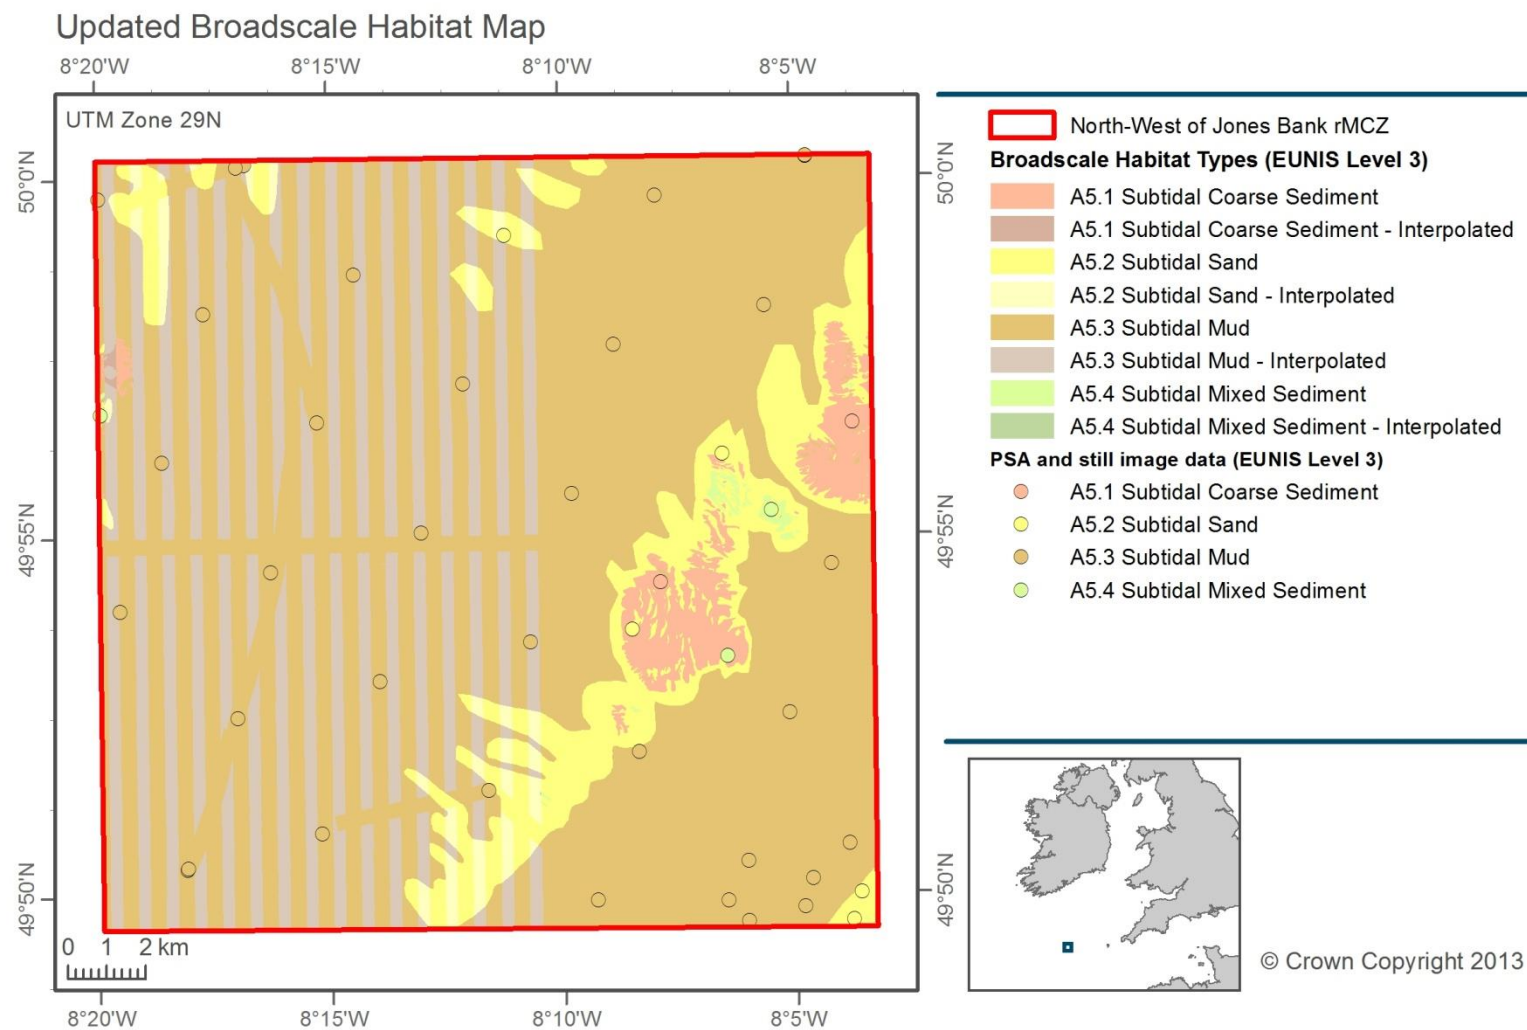 Updated Broadscale Habitat Map
8°20'W 8°15'W 8°10'W 8°5'W
UTM Zone 29N
50°0'N
49°55'N
49°50'N
50°0'N
49°55'N
49°50'N
0 1 2 km
8°20'W 8°15'W 8°10'W 8°5'W
North-West of Jones Bank rMCZ
Broadscale Habitat Types (EUNIS Level 3)
A5.1 Subtidal Coarse Sediment
A5.1 Subtidal Coarse Sediment - Interpolated
A5.2 Subtidal Sand
A5.2 Subtidal Sand - Interpolated
A5.3 Subtidal Mud
A5.3 Subtidal Mud - Interpolated
A5.4 Subtidal Mixed Sediment
A5.4 Subtidal Mixed Sediment - Interpolated
PSA and still image data (EUNIS Level 3)
A5.1 Subtidal Coarse Sediment
A5.2 Subtidal Sand
A5.3 Subtidal Mud
A5.4 Subtidal Mixed Sediment
© Crown Copyright 2013